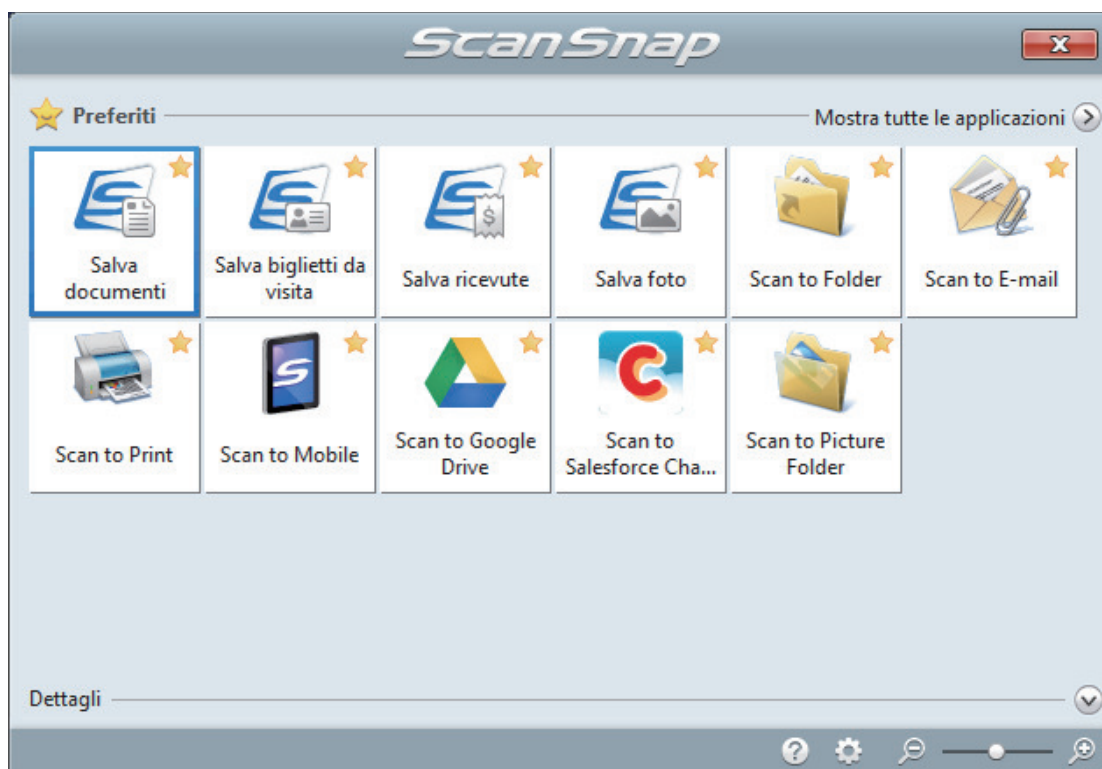 ScanSnap
Preferiti
Mostra tutte le applicazioni
Salva
documenti
Salva biglietti da
visita
Salva ricevute
Salva foto
Scan to Folder
Scan to E-mail
Scan to Print
Scan to Mobile
Scan to Google
Drive
Scan to
Salesforce Cha...
Scan to Picture
Folder
Dettagli